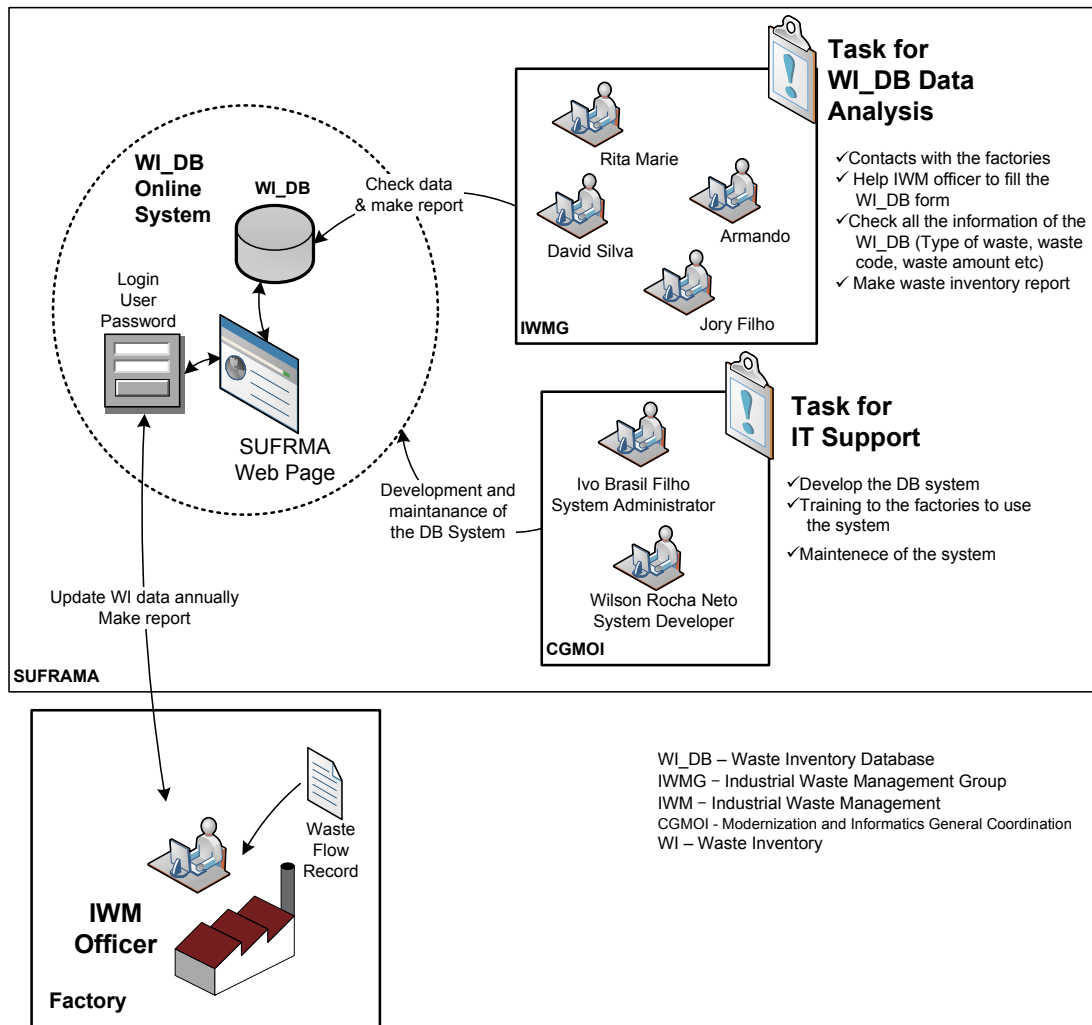 WI_DB
Online
System
WI_DB
Login
User
Password
SUFRMA
Web Page
Check data
& make report
Rita Marie
David Silva
Armando
Jory Filho
IWMG
Task for
WI_DB Data
Analysis
✓Contacts with the factories
✓ Help IWM officer to fill the
WI_DB form
✓Check all the information of the
WI_DB (Type of waste, waste
code, waste amount etc)
✓ Make waste inventory report
Development and
maintanance of
the DB System
Ivo Brasil Filho
System Administrator
Wilson Rocha Neto
System Developer
CGMOI
Task for
IT Support
✓Develop the DB system
✓Training to the factories to use
the system
✓Maintenece of the system
Update WI data annually
Make report
SUFRAMA
Waste
Flow
Record
IWM
Officer
Factory
WI_DB – Waste Inventory Database
IWMG – Industrial Waste Management Group
IWM – Industrial Waste Management
CGMOI - Modernization and Informatics General Coordination
WI – Waste Inventory